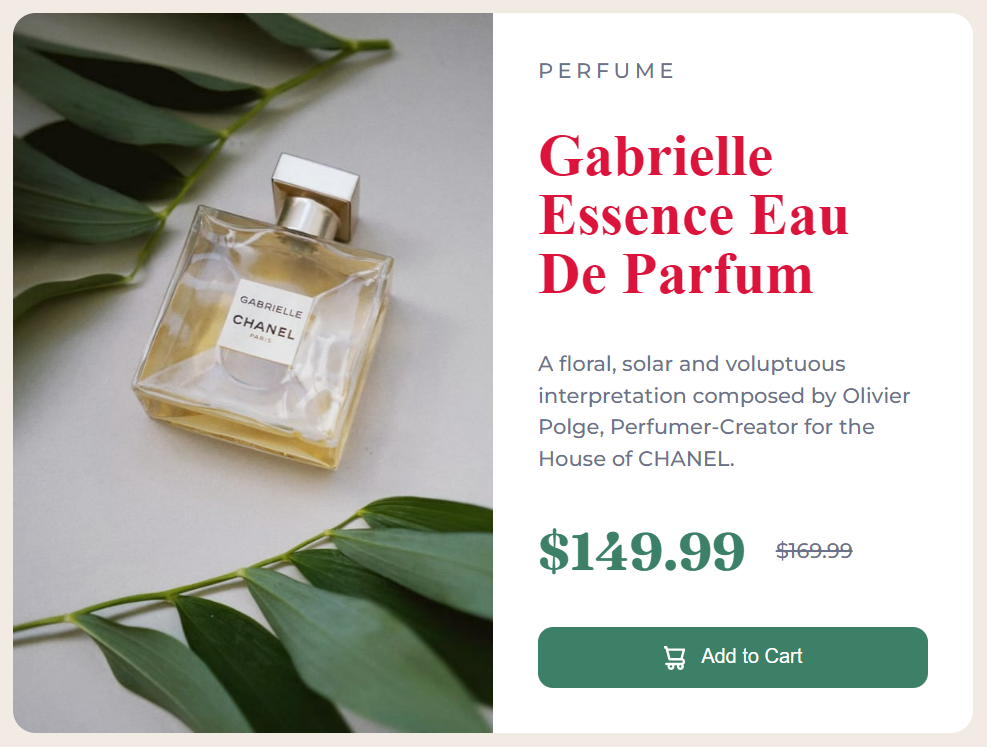 GABRIELLE
CHANEL
PARIS
PERFUME
Gabrielle
Essence Eau
De Parfum
A floral, solar and voluptuous
interpretation composed by Olivier
Polge, Perfumer-Creator for the
House of CHANEL.
$149.99 $169.99
Add to Cart